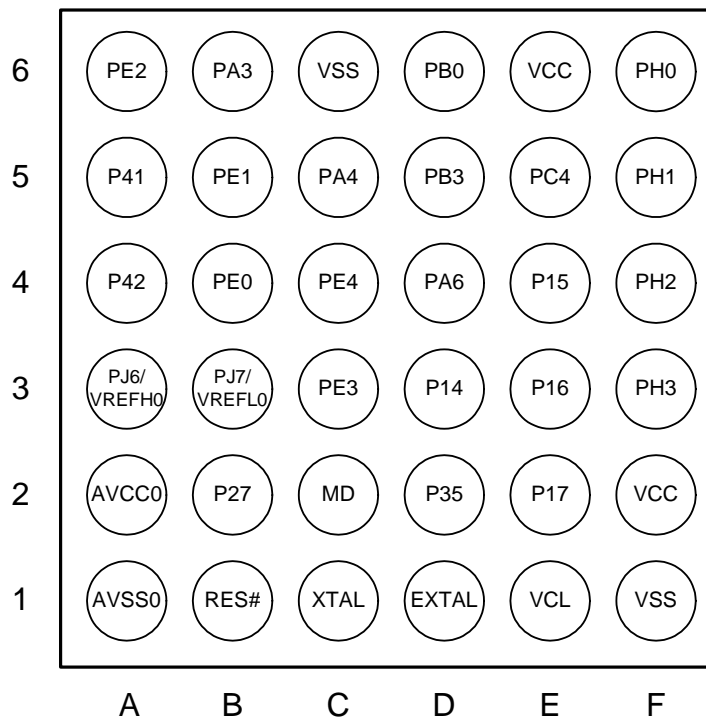 6 PE2 PA3 VSS PB0 VCC PH0
5 P41 PE1 PA4 PB3 PC4 PH1
4 P42 PE0 PE4 PA6 P15 PH2
3 PJ6/ VREFH0 PJ7/ VREFL0 PE3 P14 P16 PH3
2 AVCC0 P27 MD P35 P17 VCC
1 AVSS0 RES# XTAL EXTAL VCL VSS
A B C D E F